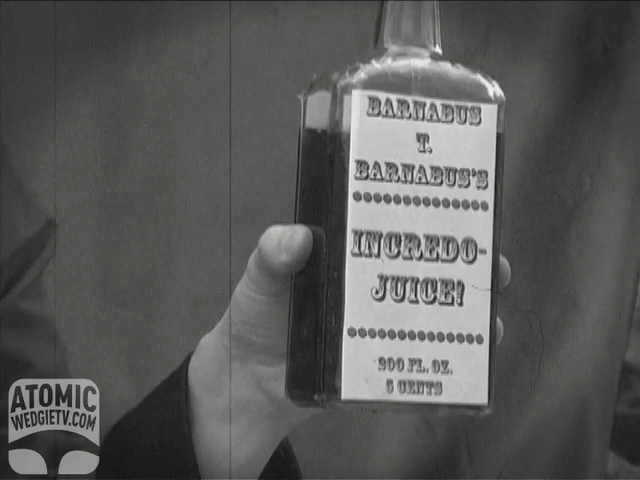 BARNABUS
T.
BARNABUS'S
INCREDO-
JUICE!
200 FL. OZ.
5 CENTS
ATOMIC
WEDGIETV.COM